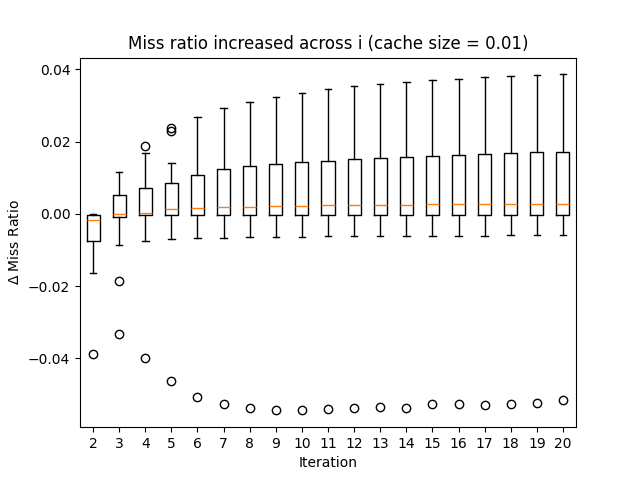 Miss ratio increased across i (cache size = 0.01)
0.04
0.02
0.00
−0.02
−0.04
Δ Miss Ratio
2 3 4 5 6 7 8 9 10 11 12 13 14 15 16 17 18 19 20
Iteration